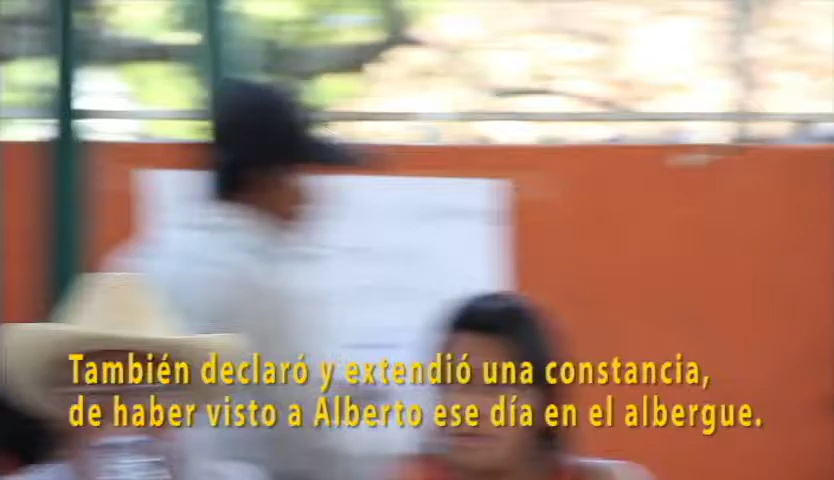 También declaró y extendió una constancia,
de haber visto a Alberto ese día en el albergue.